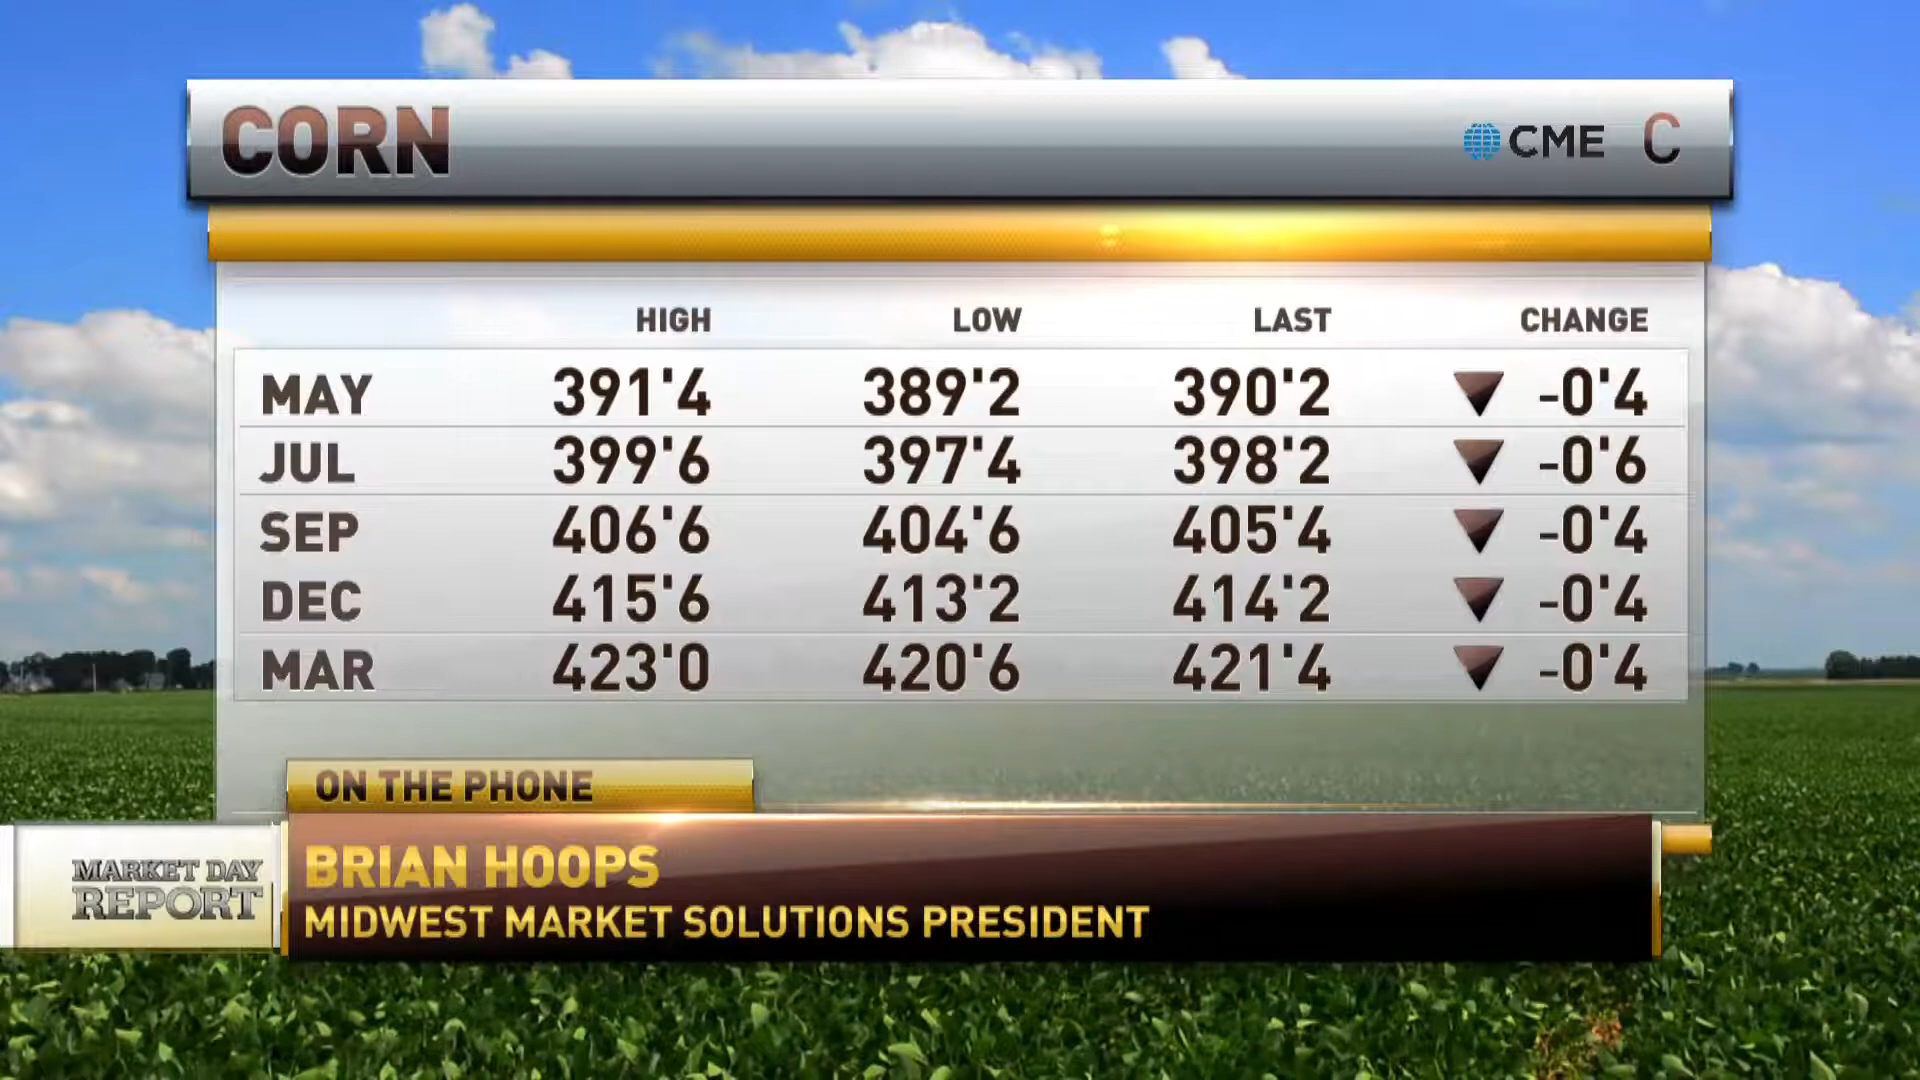 CORN
CME C
HIGH LOW LAST CHANGE
MAY 391'4 389'2 390'2 -0'4
JUL 399'6 397'4 398'2 -0'6
SEP 406'6 404'6 405'4 -0'4
DEC 415'6 413'2 414'2 -0'4
MAR 423'0 420'6 421'4 -0'4
ON THE PHONE
MARKET DAY
REPORT
BRIAN HOOPS
MIDWEST MARKET SOLUTIONS PRESIDENT